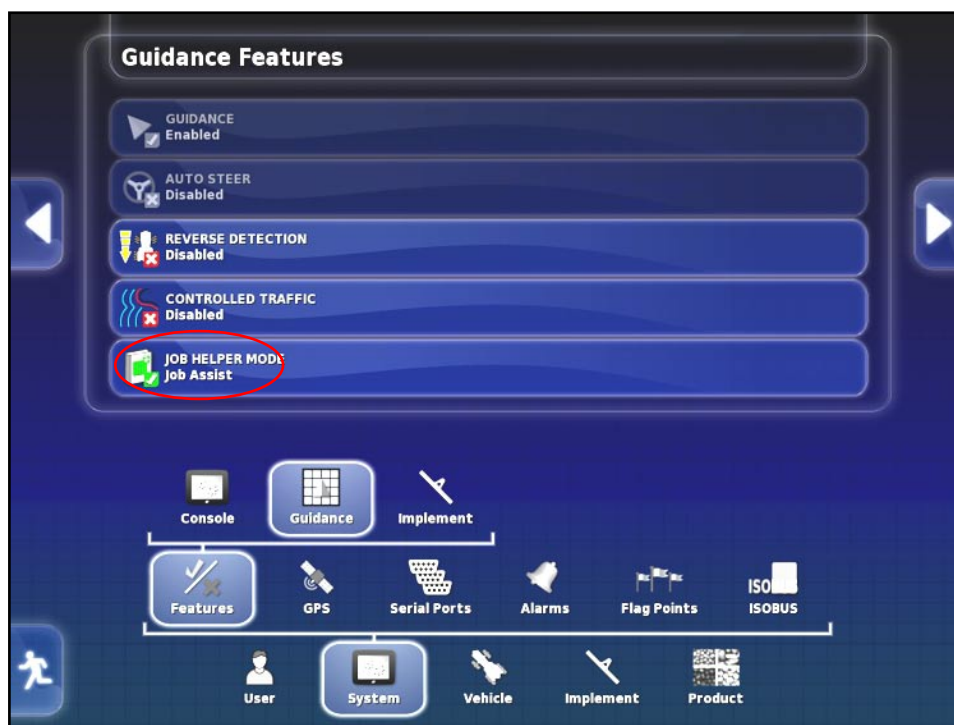 Guidance Features
GUIDANCE
Enabled
AUTO STEER
Disabled
REVERSE DETECTION
Disabled
CONTROLLED TRAFFIC
Disabled
JOB HELPER MODE
Job Assist
Console Guidance Implement
Features GPS Serial Ports Alarms Flag Points ISOBUS
User System Vehicle Implement Product